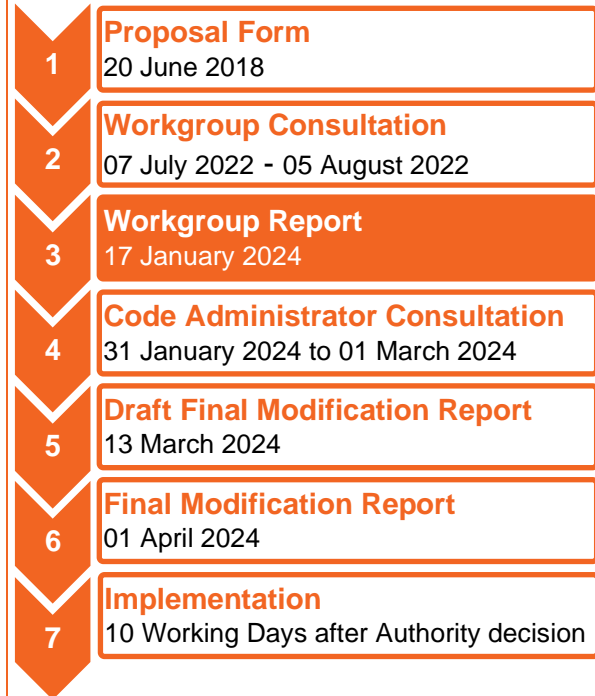 1
Proposal Form
20 June 2018
2
Workgroup Consultation
07 July 2022 - 05 August 2022
3
Workgroup Report
17 January 2024
4
Code Administrator Consultation
31 January 2024 to 01 March 2024
5
Draft Final Modification Report
13 March 2024
6
Final Modification Report
01 April 2024
7
Implementation
10 Working Days after Authority decision